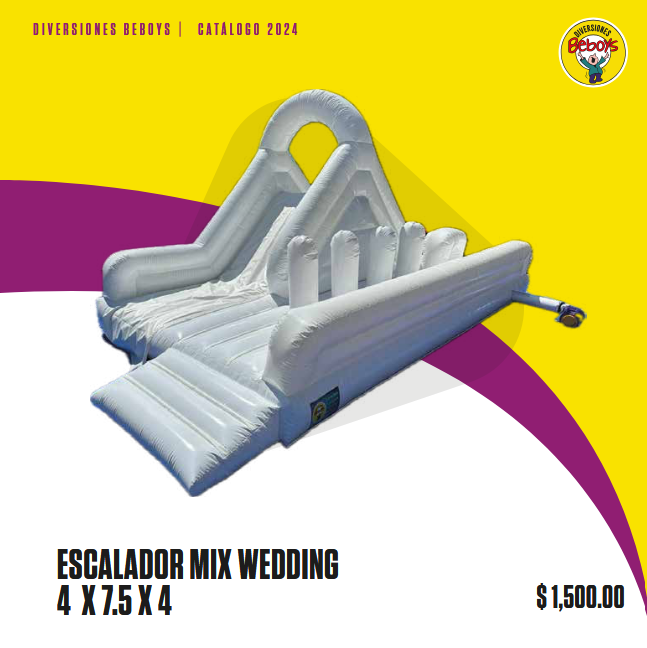 DIVERSIONES BEBOYS | CATÁLOGO 2024
DIVERSIONES
Beboys
ESCALADOR MIX WEDDING
4 X 7.5 X 4
$ 1,500.00